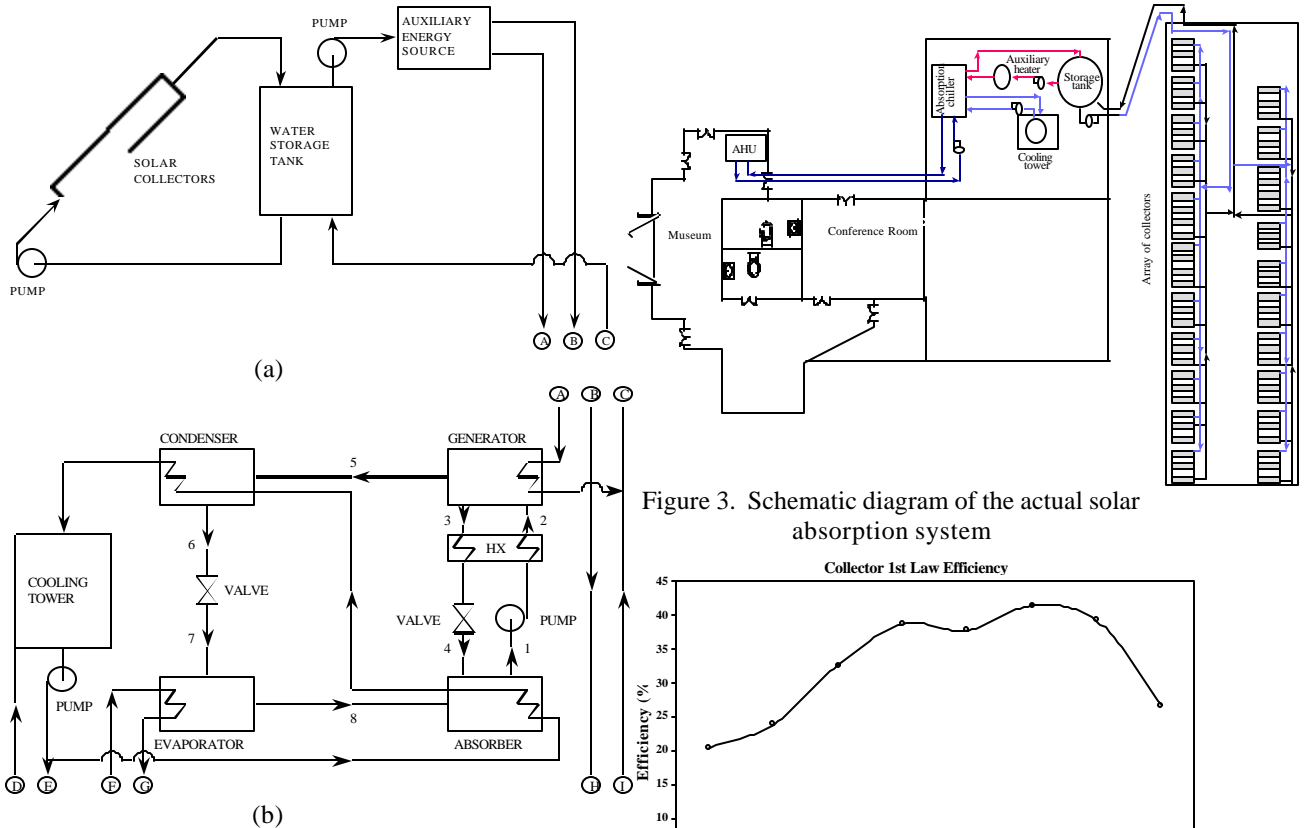 PUMP
AUXILIARY
ENERGY
SOURCE
SOLAR
COLLECTORS
WATER
STORAGE
TANK
PUMP
A
B
C
(a)
A
B
C
CONDENSER
GENERATOR
5
3
2
HX
6
COOLING
TOWER
VALVE
VALVE
PUMP
7
4
1
PUMP
8
EVAPORATOR
ABSORBER
D
E
F
G
H
I
(b)
Absorption
chiller
Auxiliary
heater
Storage
tank
AHU
Cooling
tower
Museum
Conference Room
Array of collectors
Figure 3. Schematic diagram of the actual solar
absorption system
Collector 1st Law Efficiency
Efficiency (%
45
40
35
30
25
20
15
10